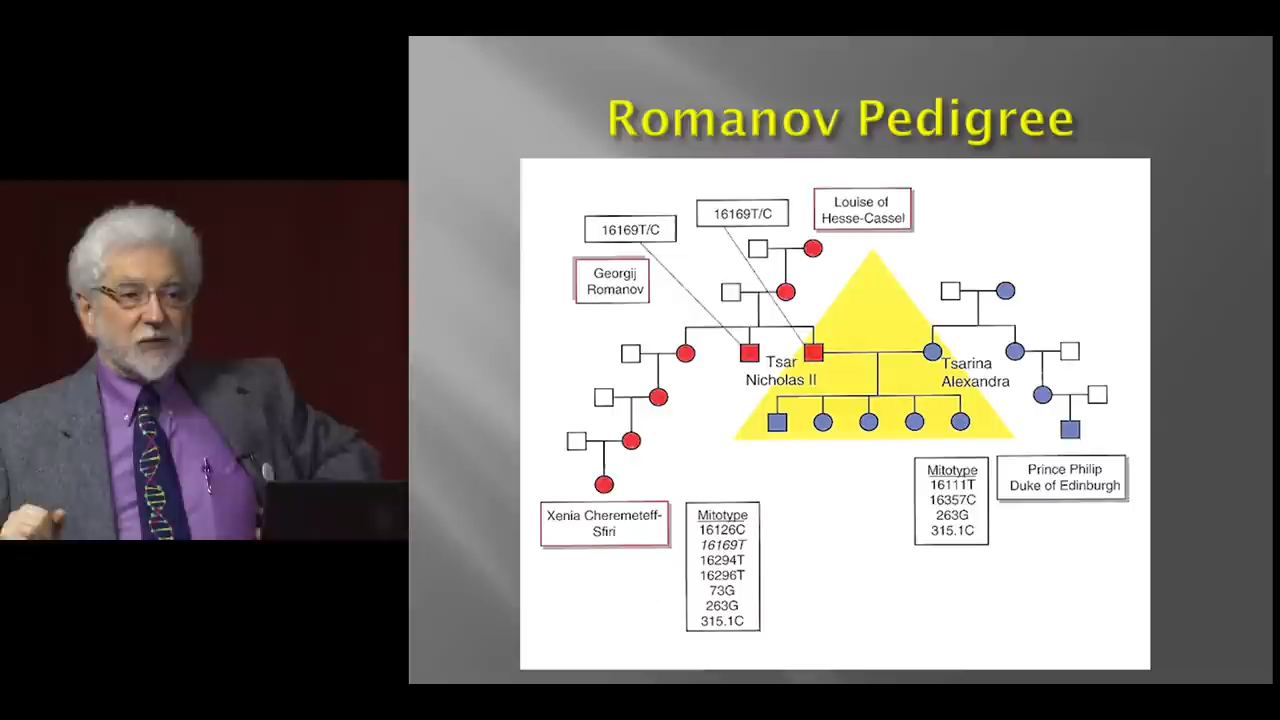 Romanov Pedigree
Louise of
Hesse-Cassel
16169T/C
16169T/C
Georgij
Romanov
Tsar
Nicholas II
Tsarina
Alexandra
Xenia Cheremeteff-
Sfiri
Mitotype
16126C
16169T
16294T
16296T
73G
263G
315.1C
Mitotype
16111T
16357C
263G
315.1C
Prince Philip
Duke of Edinburgh